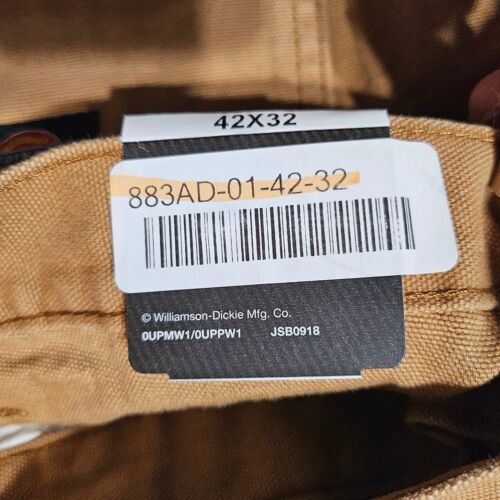 42X32
883AD-01-42-32
© Williamson-Dickie Mfg. Co.
0UPMW1/0UPPW1 JSB0918